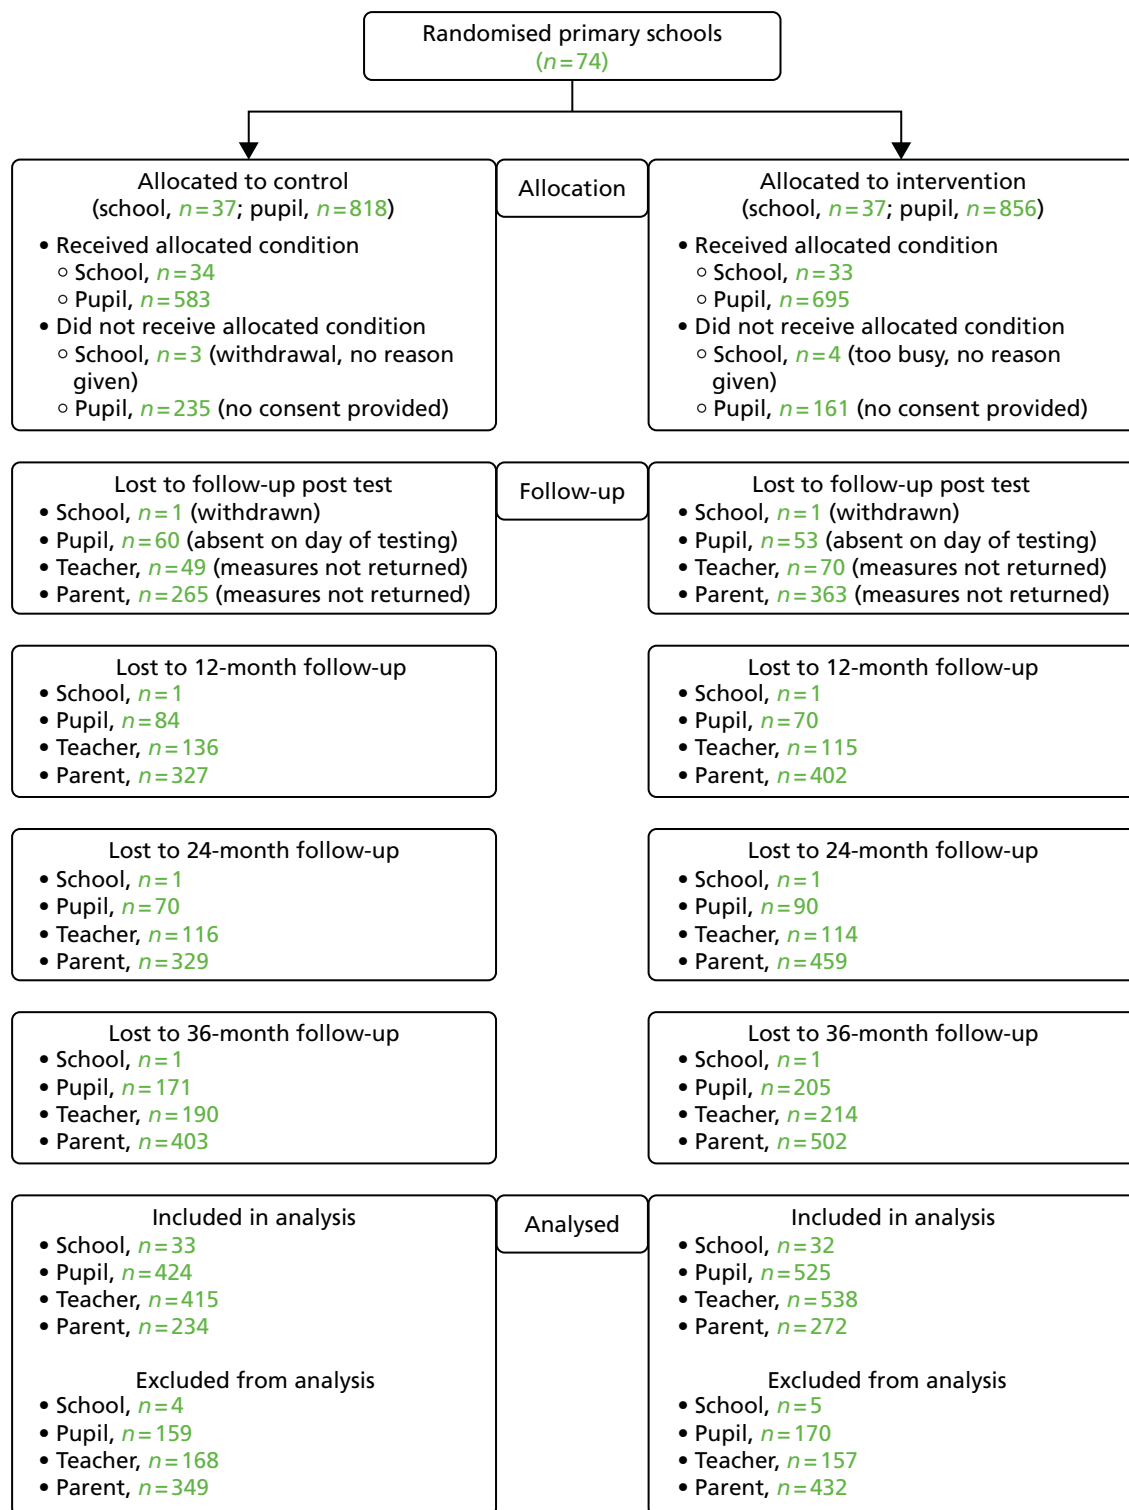 Randomised primary schools
(n=74)
Allocation
Allocated to control
(school, n=37; pupil, n=818)
• Received allocated condition
○ School, n=34
○ Pupil, n=583
• Did not receive allocated condition
○ School, n=3 (withdrawal, no reason
given)
○ Pupil, n=235 (no consent provided)
Allocated to intervention
(school, n=37; pupil, n=856)
• Received allocated condition
○ School, n=33
○ Pupil, n=695
• Did not receive allocated condition
○ School, n=4 (too busy, no reason
given)
○ Pupil, n=161 (no consent provided)
Follow-up
Lost to follow-up post test
• School, n=1 (withdrawn)
• Pupil, n=60 (absent on day of testing)
• Teacher, n=49 (measures not returned)
• Parent, n=265 (measures not returned)
Lost to follow-up post test
• School, n=1 (withdrawn)
• Pupil, n=53 (absent on day of testing)
• Teacher, n=70 (measures not returned)
• Parent, n=363 (measures not returned)
Lost to 12-month follow-up
• School, n=1
• Pupil, n=84
• Teacher, n=136
• Parent, n=327
Lost to 12-month follow-up
• School, n=1
• Pupil, n=70
• Teacher, n=115
• Parent, n=402
Lost to 24-month follow-up
• School, n=1
• Pupil, n=70
• Teacher, n=116
• Parent, n=329
Lost to 24-month follow-up
• School, n=1
• Pupil, n=90
• Teacher, n=114
• Parent, n=459
Lost to 36-month follow-up
• School, n=1
• Pupil, n=171
• Teacher, n=190
• Parent, n=403
Lost to 36-month follow-up
• School, n=1
• Pupil, n=205
• Teacher, n=214
• Parent, n=502
Analysed
Included in analysis
• School, n=33
• Pupil, n=424
• Teacher, n=415
• Parent, n=234
Excluded from analysis
• School, n=4
• Pupil, n=159
• Teacher, n=168
• Parent, n=349
Included in analysis
• School, n=32
• Pupil, n=525
• Teacher, n=538
• Parent, n=272
Excluded from analysis
• School, n=5
• Pupil, n=170
• Teacher, n=157
• Parent, n=432